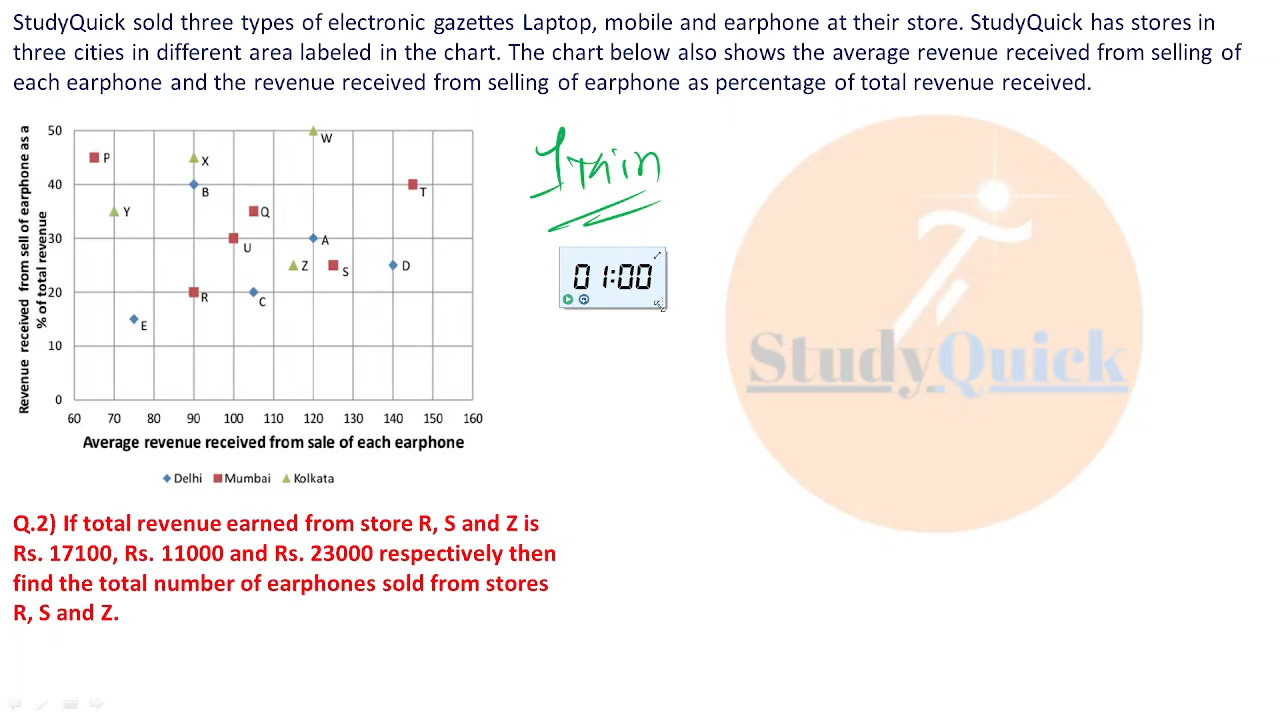 StudyQuick sold three types of electronic gazettes Laptop, mobile and earphone at their store. StudyQuick has stores in
three cities in different area labeled in the chart. The chart below also shows the average revenue received from selling of
each earphone and the revenue received from selling of earphone as percentage of total revenue received.
Revenue received from sell of earphone as a
% of total revenue
50
40
30
20
10
0
P
X
W
B
T
Y
Q
U
A
Z
S
D
R
C
E
60 70 80 90 100 110 120 130 140 150 160
Average revenue received from sale of each earphone
Delhi Mumbai Kolkata
1 min
01:00
StudyQuick
Q.2) If total revenue earned from store R, S and Z is
Rs. 17100, Rs. 11000 and Rs. 23000 respectively then
find the total number of earphones sold from stores
R, S and Z.